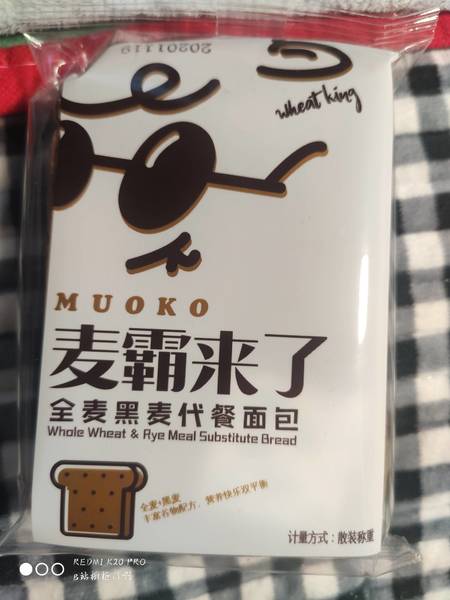 20201119
wheat king
MUOKO
麦霸来了
全麦黑麦代餐面包
Whole Wheat & Rye Meal Substitute Bread
全麦+黑麦
丰富谷物配方，营养快乐双平衡
计量方式：散装称重
REDMI K20 PRO